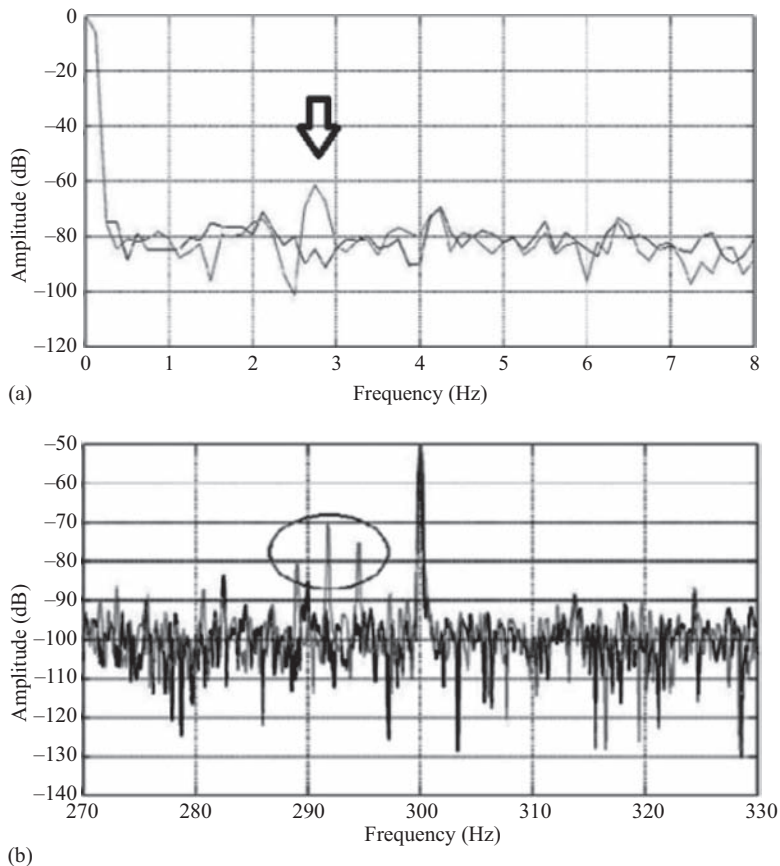 0
–20
–40
–60
–80
–100
–120
Amplitude (dB)
0 1 2 3 4 5 6 7 8
Frequency (Hz)
(a)
–50
–60
–70
–80
–90
–100
–110
–120
–130
–140
Amplitude (dB)
270 280 290 300 310 320 330
Frequency (Hz)
(b)